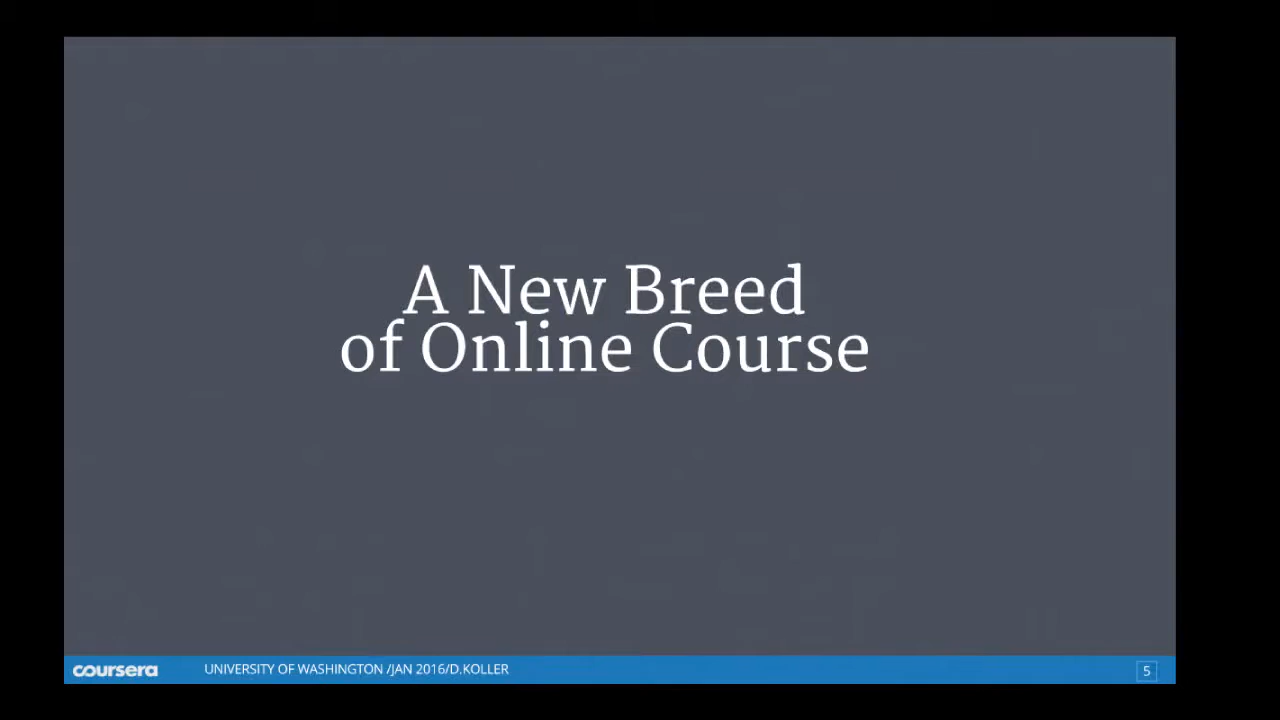 A New Breed
of Online Course
coursera
UNIVERSITY OF WASHINGTON /JAN 2016/D.KOLLER
5